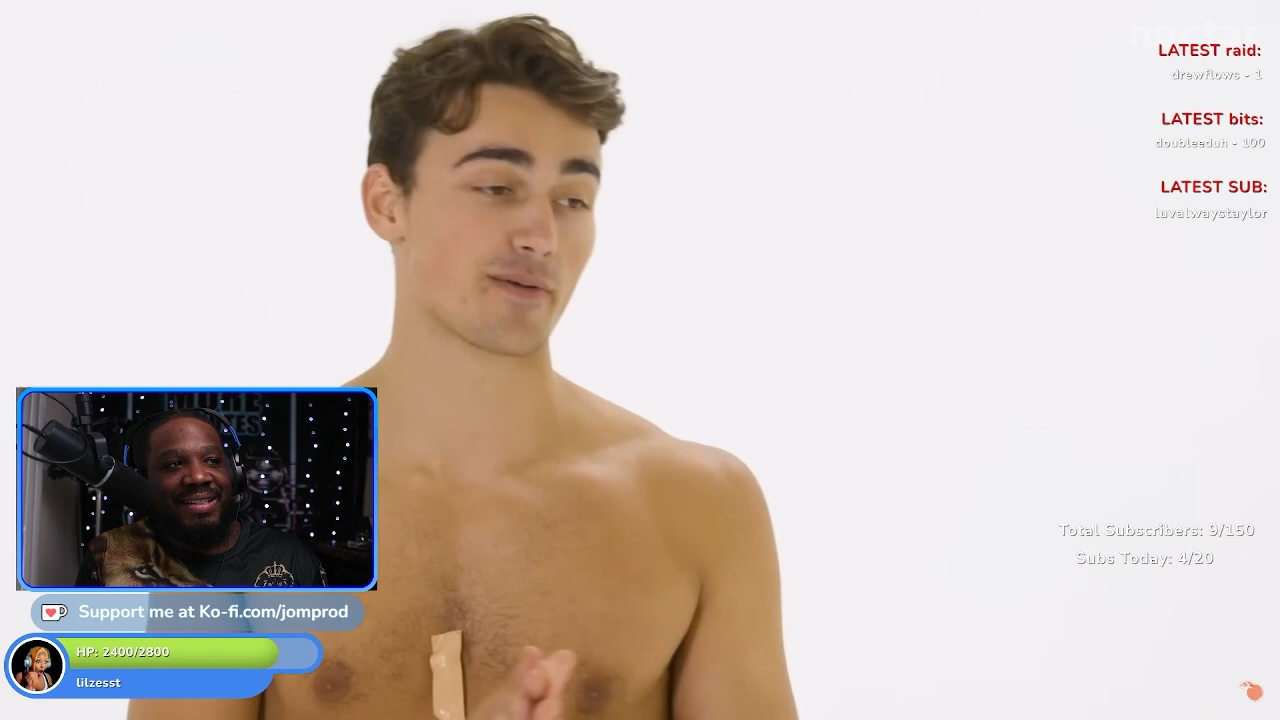 LATEST raid:
drewflows - 1
LATEST bits:
doubleeduh - 100
LATEST SUB:
luvalwaystaylor
Total Subscribers: 9/150
Subs Today: 4/20
Support me at Ko-fi.com/jomprod
HP: 2400/2800
lilzesst